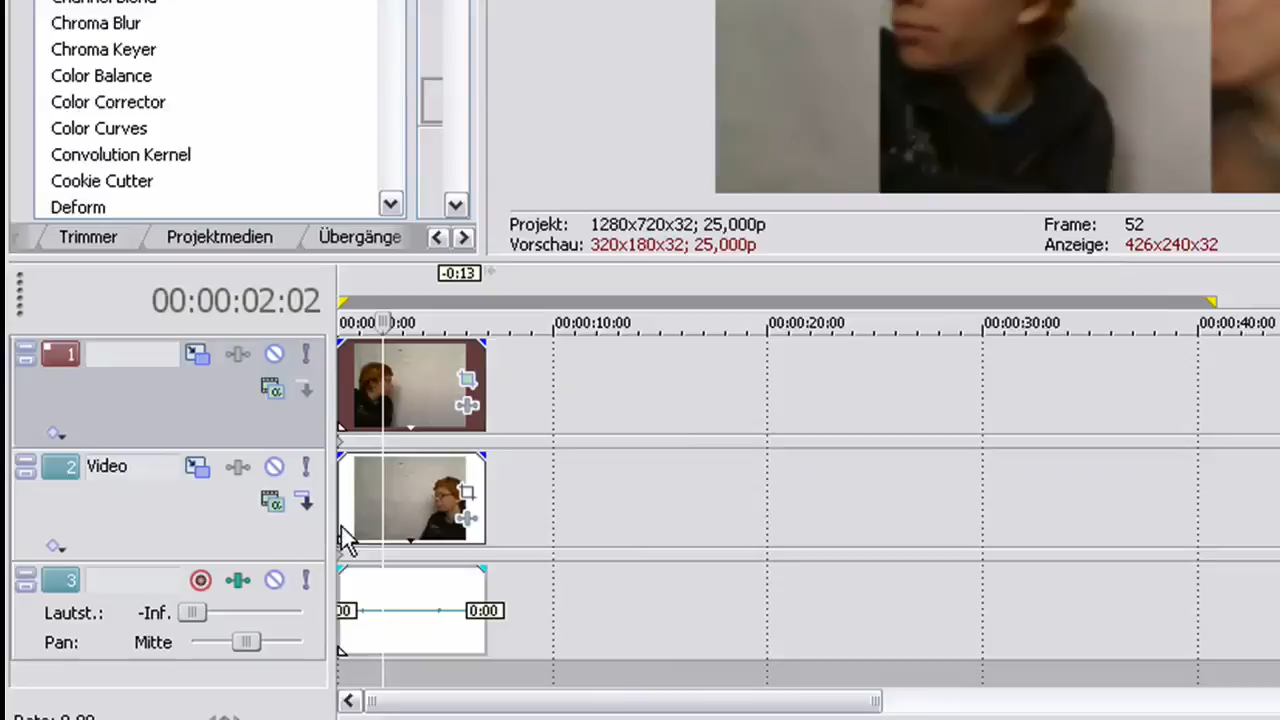 Channel Blend
Chroma Blur
Chroma Keyer
Color Balance
Color Corrector
Color Curves
Convolution Kernel
Cookie Cutter
Deform
Trimmer Projektmedien Übergänge
Projekt: 1280x720x32; 25,000p Frame: 52
Vorschau: 320x180x32; 25,000p Anzeige: 426x240x32
-0:13
00:00:02:02
00:00:10:00 00:00:20:00 00:00:30:00 00:00:40:00
1
2 Video
3
Lautst.: -Inf. 0:00
Pan: Mitte